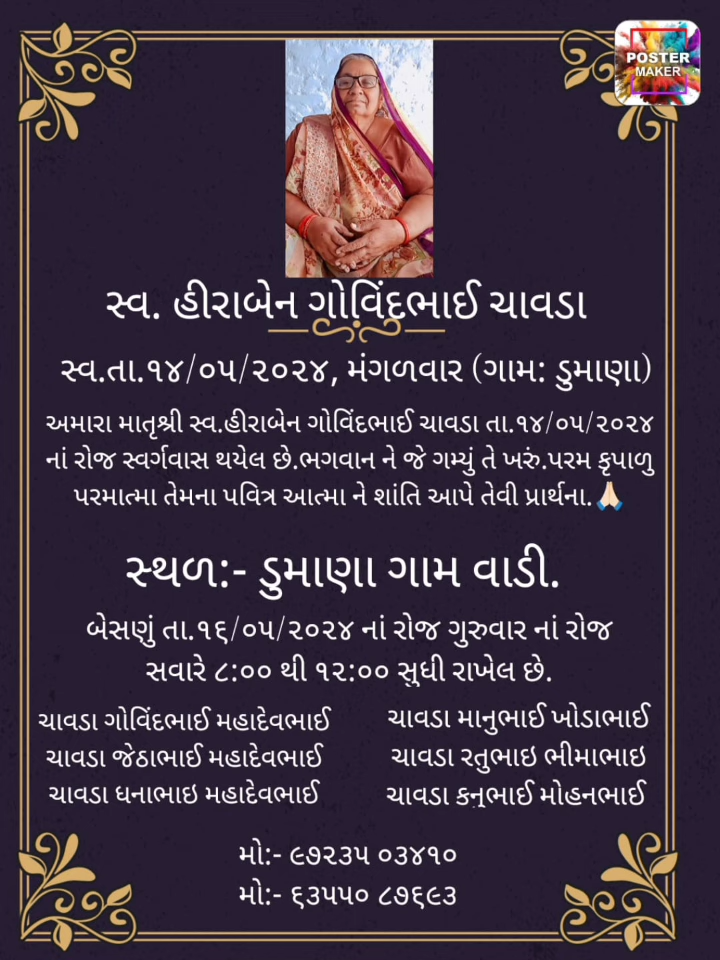 POSTER
MAKER
સ્વ. હીરાબેન ગોવિંદભાઈ ચાવડા
સ્વ.તા.૧૪/૦૫/૨૦૨૪, મંગળવાર (ગામ: ડુમાણા)
અમારા માતૃશ્રી સ્વ.હીરાબેન ગોવિંદભાઈ ચાવડા તા.૧૪/૦૫/૨૦૨૪
નાં રોજ સ્વર્ગવાસ થયેલ છે.ભગવાન ને જે ગમ્યું તે ખરું.પરમ કૃપાળુ
પરમાત્મા તેમના પવિત્ર આત્મા ને શાંતિ આપે તેવી પ્રાર્થના.🙏🏻
સ્થળ:- ડુમાણા ગામ વાડી.
બેસણું તા.૧૬/૦૫/૨૦૨૪ નાં રોજ ગુરુવાર નાં રોજ
સવારે ૮:૦૦ થી ૧૨:૦૦ સુધી રાખેલ છે.
ચાવડા ગોવિંદભાઈ મહાદેવભાઈ
ચાવડા જેઠાભાઈ મહાદેવભાઈ
ચાવડા ધનાભાઇ મહાદેવભાઈ
ચાવડા માનુભાઈ ખોડાભાઈ
ચાવડા રતુભાઇ ભીમાભાઇ
ચાવડા કનુભાઈ મોહનભાઈ
મો:- ૯૭૨૩૫ ૦૩૪૧૦
મો:- ૬૩૫૫૦ ૮૭૬૯૩